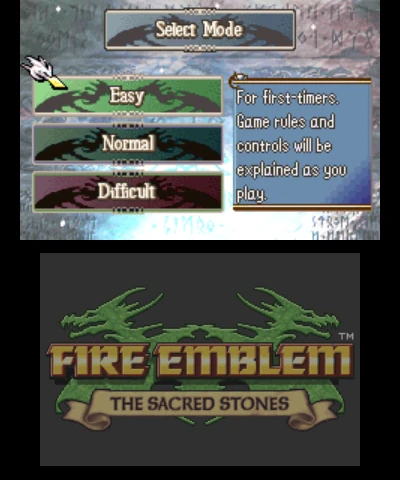 Select Mode
Easy
Normal
Difficult
For first-timers.
Game rules and
controls will be
explained as you
play.
FIRE EMBLEM™
THE SACRED STONES